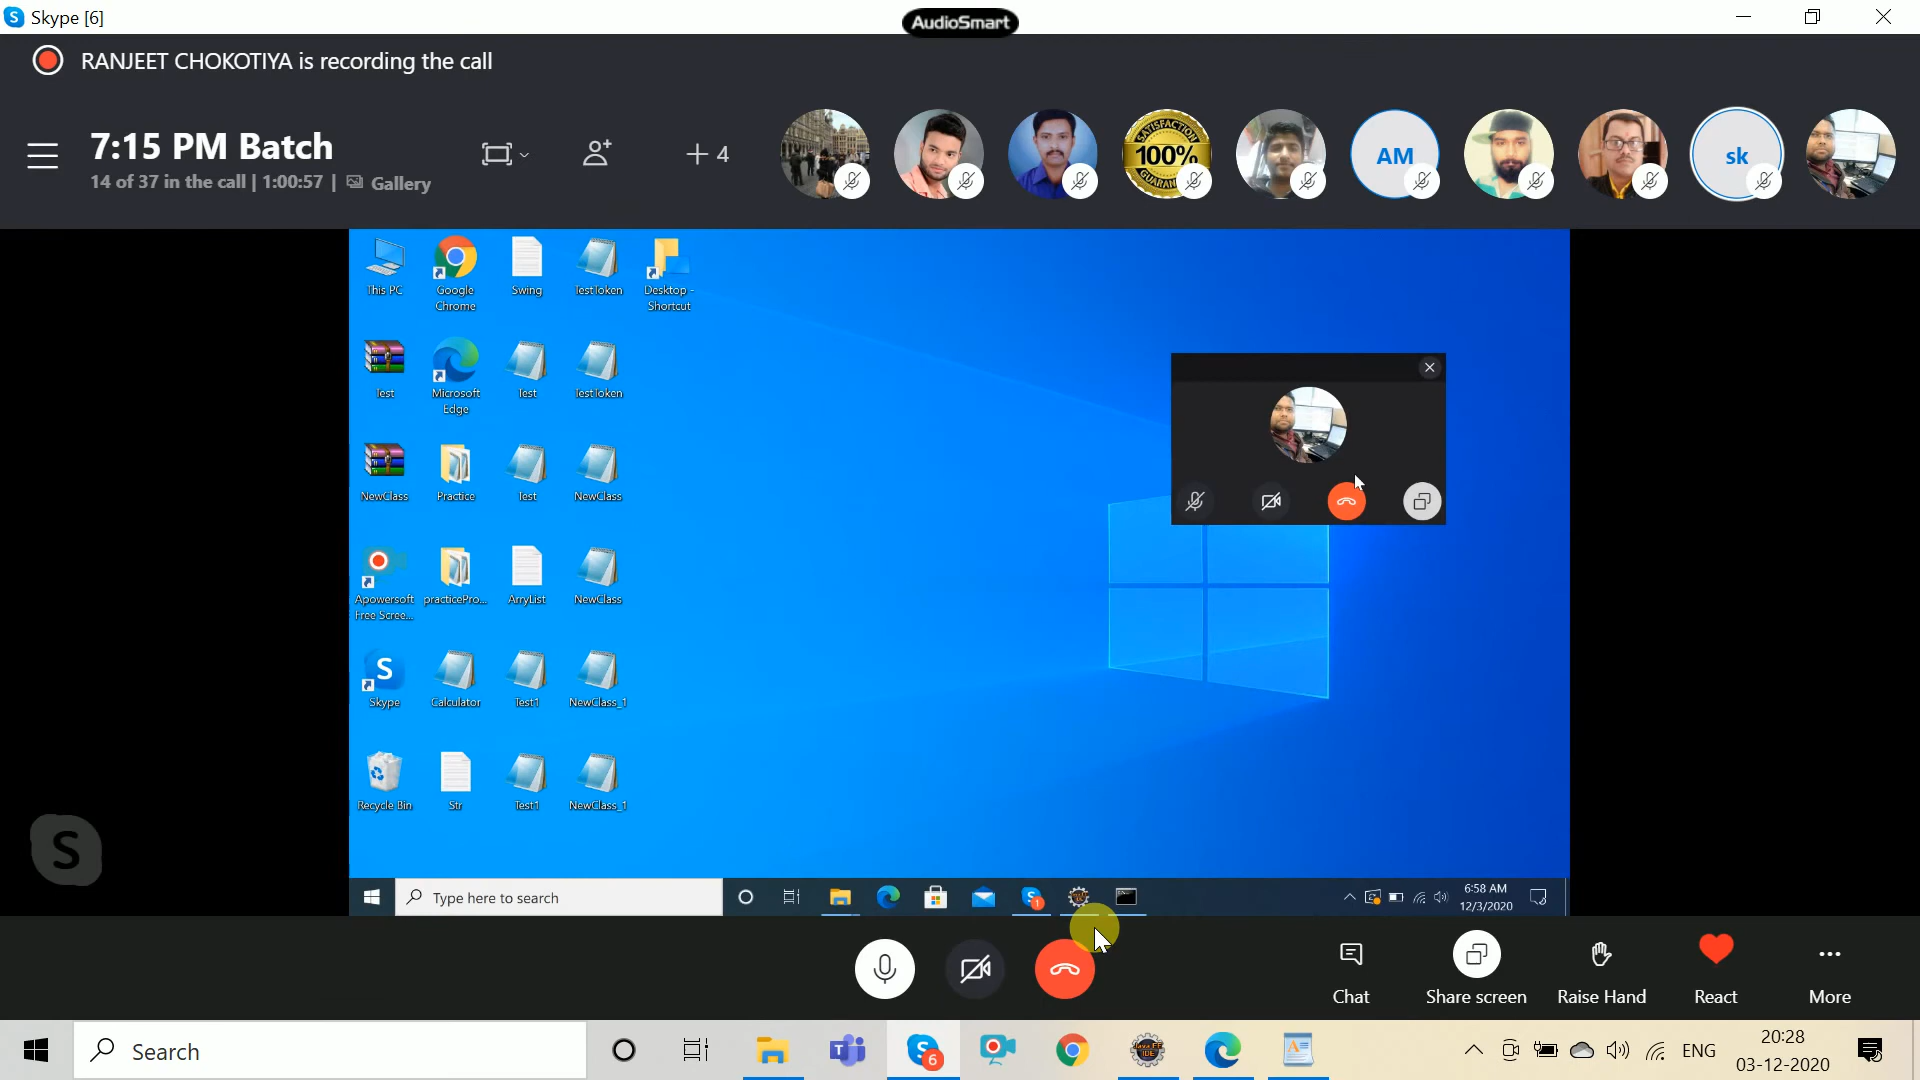 Skype [6]
AudioSmart
RANJEET CHOKOTIYA is recording the call
7:15 PM Batch
14 of 37 in the call | 1:00:57 | Gallery
+ 4
SATISFACTION
100%
AM
sk
This PC
Google Chrome
Swing
TestToken
Desktop - Shortcut
Test
Microsoft Edge
Test
TestToken
NewClass
Practice
Test
NewClass
Apowersoft Free Scree...
practicePro...
ArryList
NewClass
Skype
Calculator
Test1
NewClass_1
Recycle Bin
Str
Test1
NewClass_1
Type here to search
6:58 AM
12/3/2020
Chat
Share screen
Raise Hand
React
More
Search
6
ENG
20:28
03-12-2020